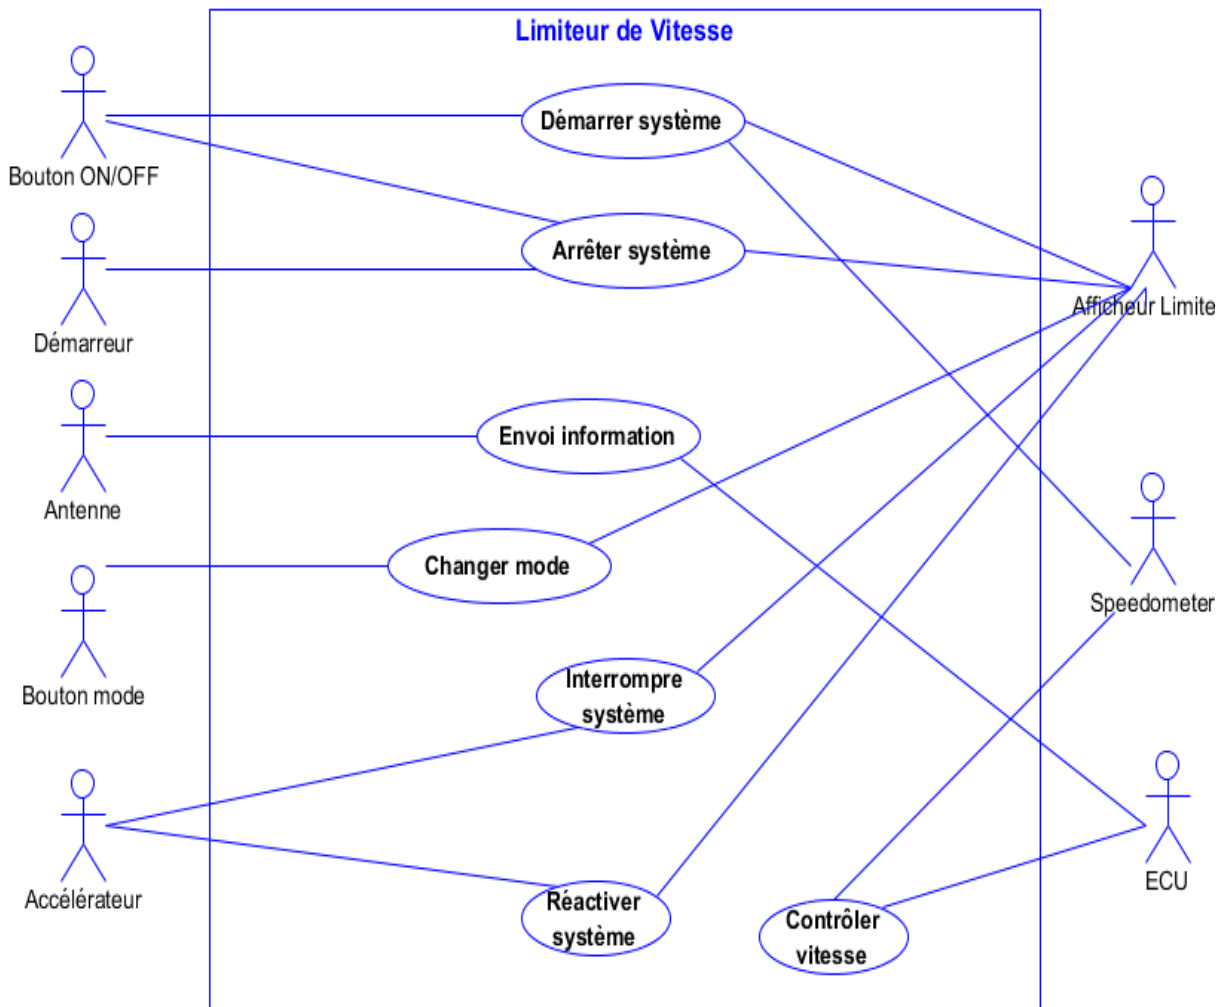 Limiteur de Vitesse
Démarrer système
Bouton ON/OFF
Arrêter système
Afficheur Limite
Démarreur
Envoi information
Antenne
Changer mode
Speedometer
Interrompre
système
Bouton mode
Accélérateur
ECU
Réactiver
système
Contrôler
vitesse